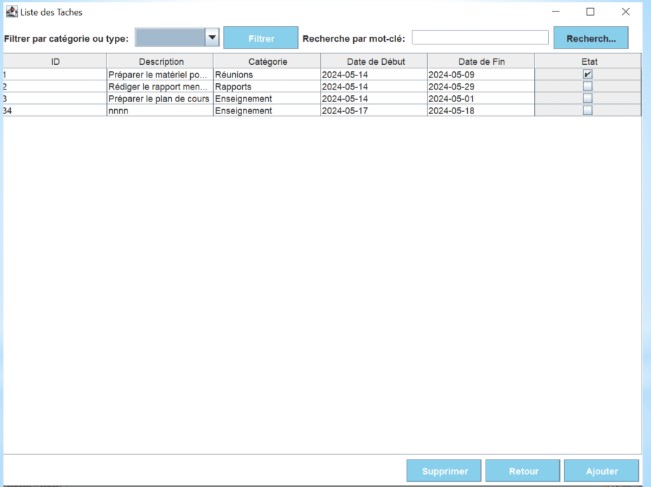 Liste des Taches
Filtrer par catégorie ou type: Filtrer Recherche par mot-clé: Recherch...
ID Description Catégorie Date de Début Date de Fin Etat
1 Préparer le matériel po... Réunions 2024-05-14 2024-05-09
2 Rédiger le rapport men... Rapports 2024-05-14 2024-05-29
3 Préparer le plan de cours Enseignement 2024-05-14 2024-05-01
34 nnnn Enseignement 2024-05-17 2024-05-18
Supprimer Retour Ajouter